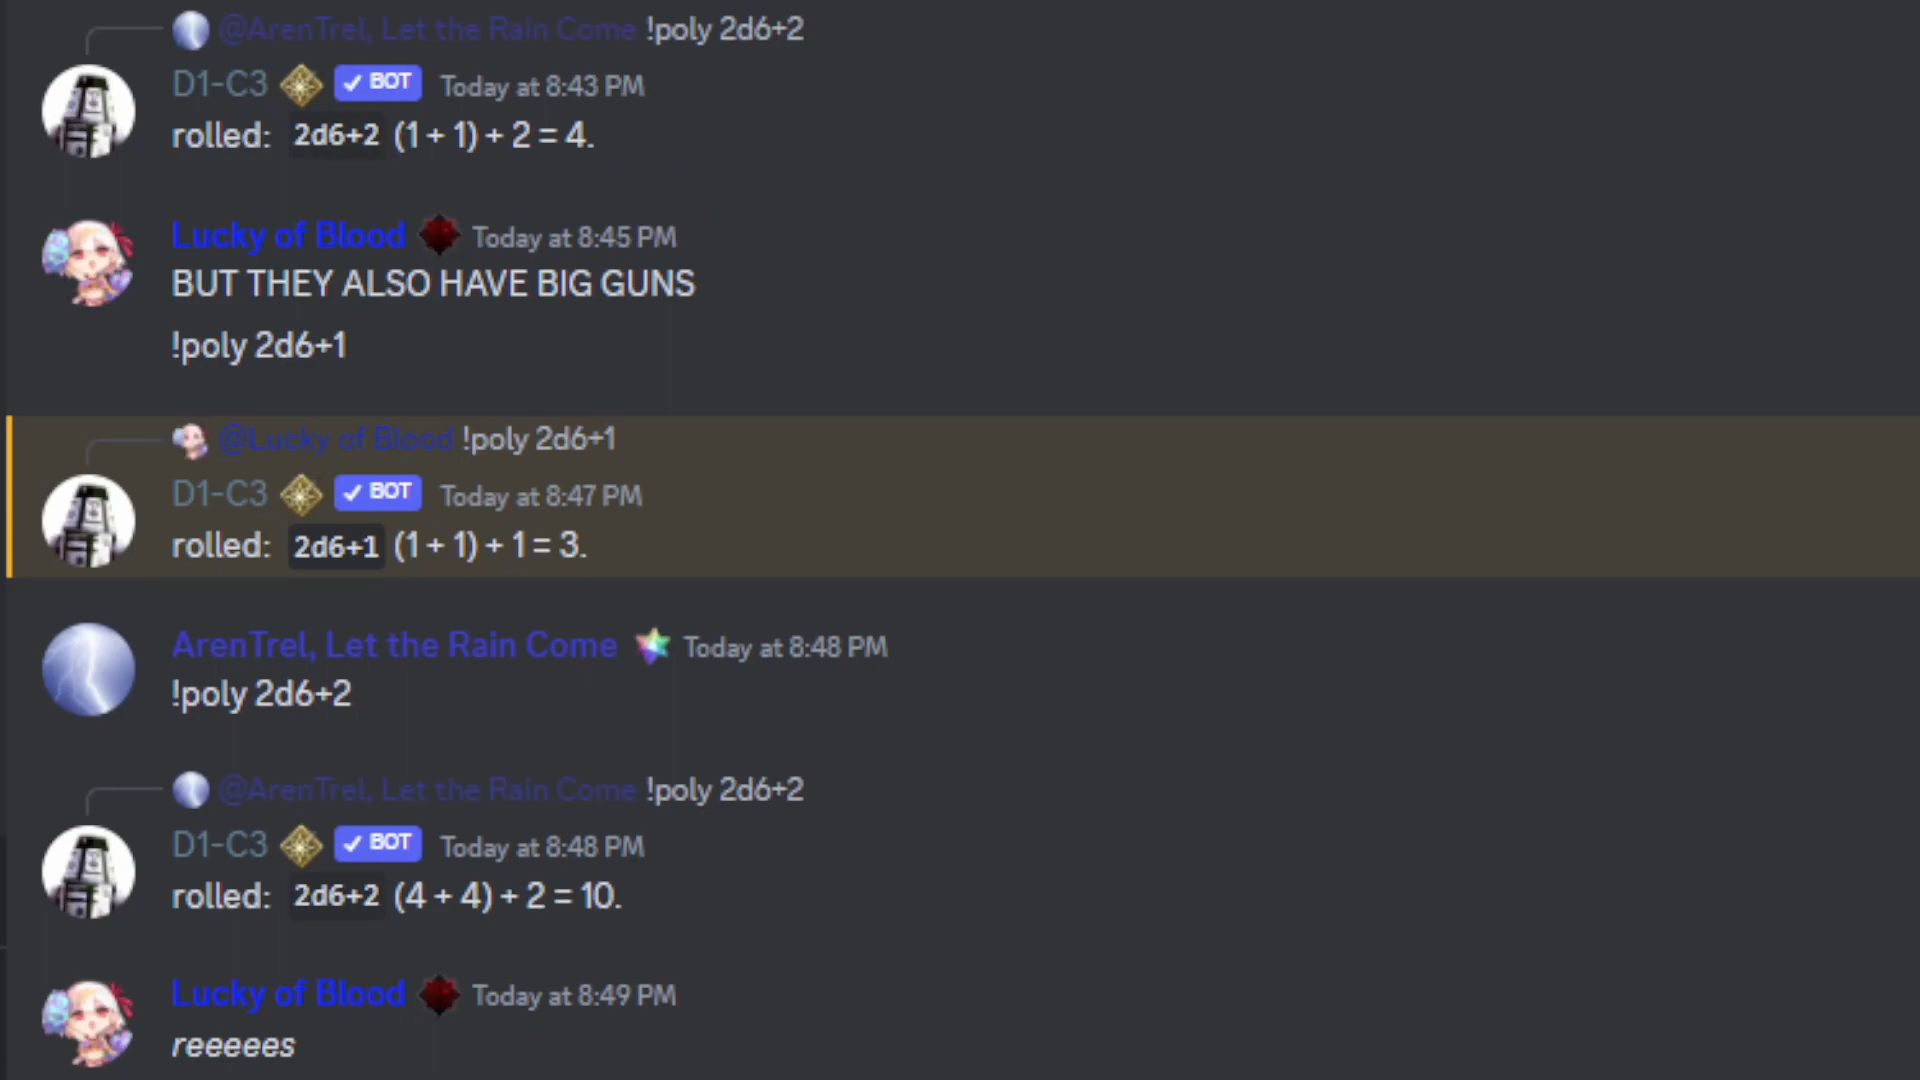 @ArenTrel, Let the Rain Come !poly 2d6+2
D1-C3 ✓ BOT Today at 8:43 PM
rolled: 2d6+2 (1 + 1) + 2 = 4.
Lucky of Blood Today at 8:45 PM
BUT THEY ALSO HAVE BIG GUNS
!poly 2d6+1
@Lucky of Blood !poly 2d6+1
D1-C3 ✓ BOT Today at 8:47 PM
rolled: 2d6+1 (1 + 1) + 1 = 3.
ArenTrel, Let the Rain Come Today at 8:48 PM
!poly 2d6+2
@ArenTrel, Let the Rain Come !poly 2d6+2
D1-C3 ✓ BOT Today at 8:48 PM
rolled: 2d6+2 (4 + 4) + 2 = 10.
Lucky of Blood Today at 8:49 PM
reeeees